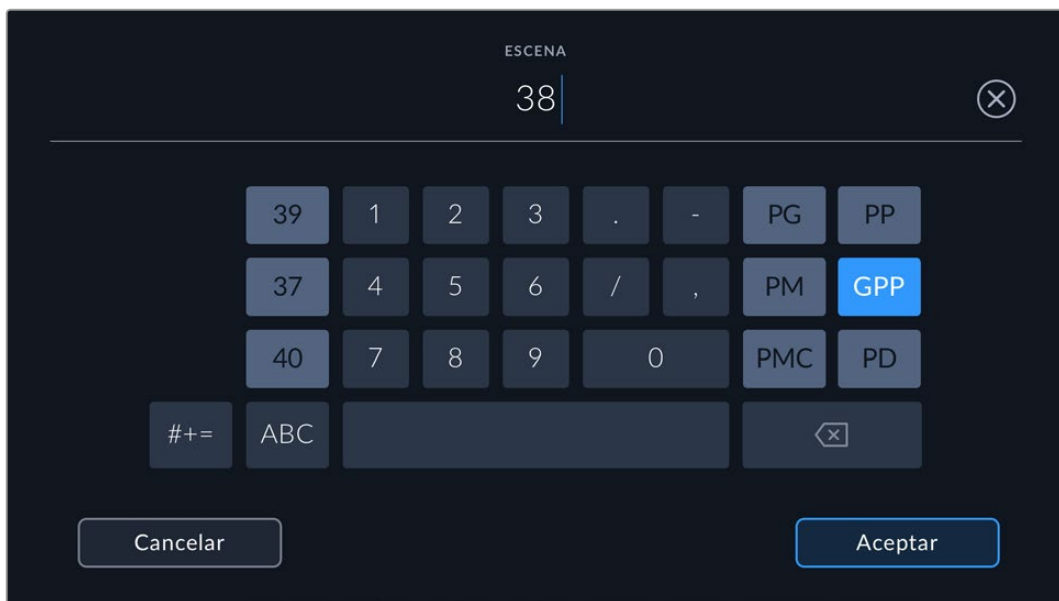 ESCENA
38
39 1 2 3 . - PG PP
37 4 5 6 / , PM GPP
40 7 8 9 0 PMC PD
#+= ABC
Cancelar Aceptar